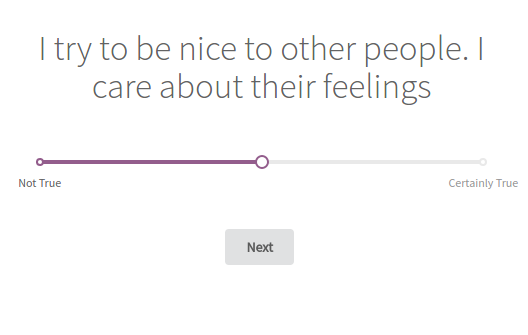 I try to be nice to other people. I
care about their feelings
Not True
Certainly True
Next